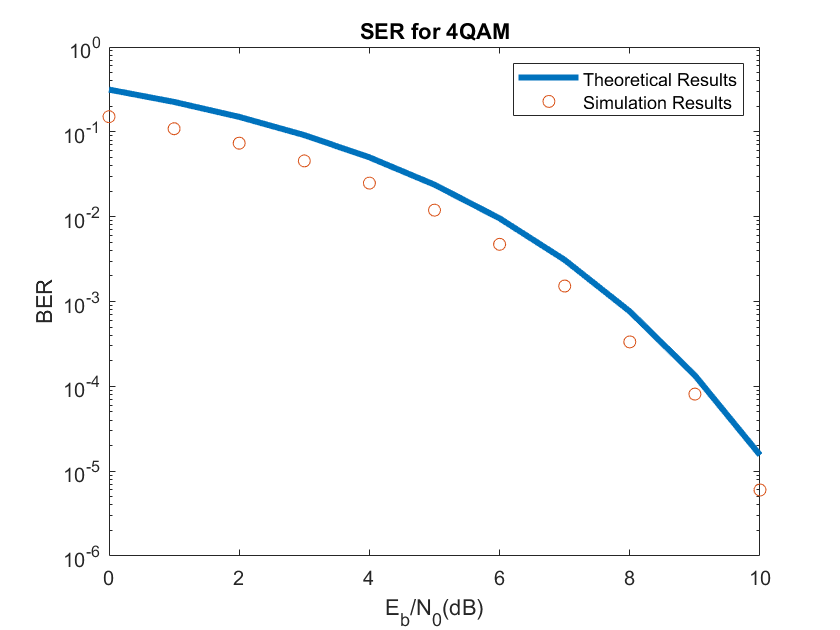 SER for 4QAM
Theoretical Results
Simulation Results
10^0
10^-1
10^-2
10^-3
10^-4
10^-5
10^-6
BER
0 2 4 6 8 10
E_b/N_0(dB)